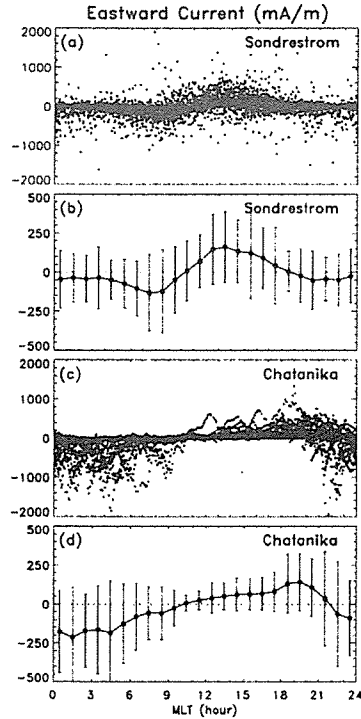 Eastward Current (mA/m)
2000
(a)
Sondrestrom
1000
0
-1000
-2000
500
(b)
Sondrestrom
250
0
-250
-500
2000
(c)
Chatanika
1000
0
-1000
-2000
500
(d)
Chatanika
250
0
-250
-500
0 3 6 9 12 15 18 21 24
MLT (hour)